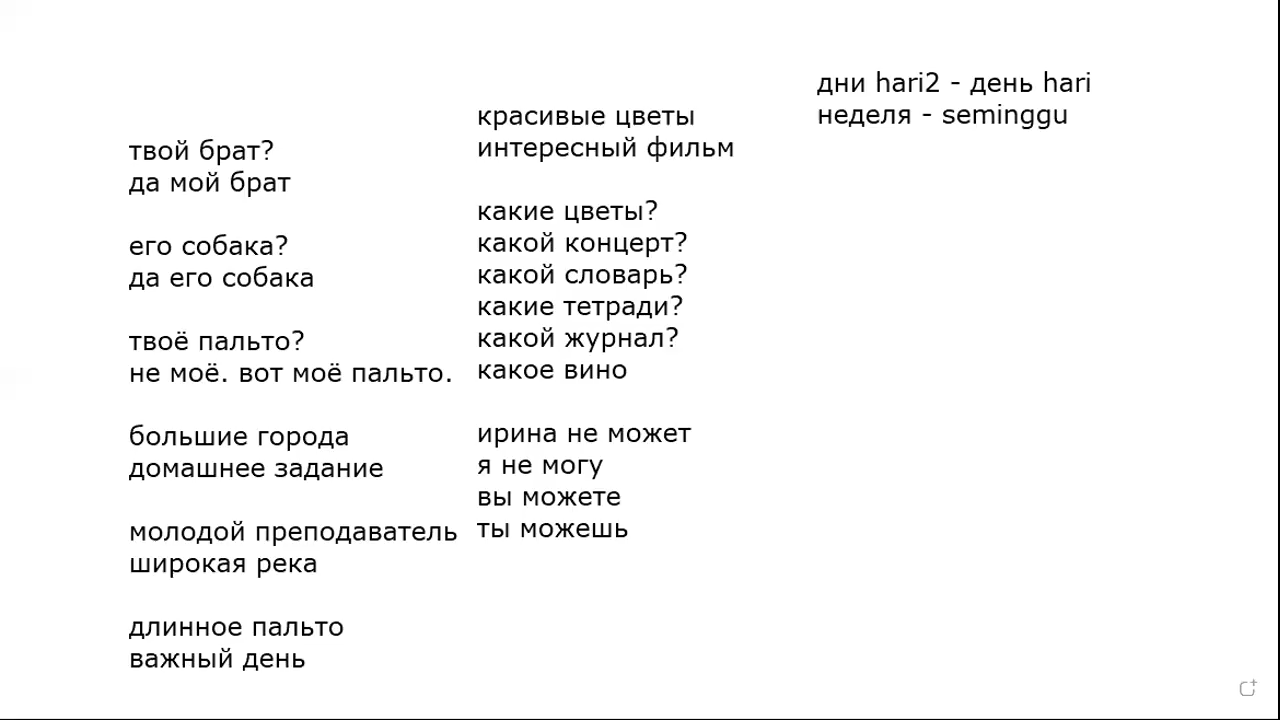 твой брат?
да мой брат
его собака?
да его собака
твоё пальто?
не моё. вот моё пальто.
большие города
домашнее задание
молодой преподаватель
широкая река
длинное пальто
важный день
красивые цветы
интересный фильм
какие цветы?
какой концерт?
какой словарь?
какие тетради?
какой журнал?
какое вино
ирина не может
я не могу
вы можете
ты можешь
дни hari2 - день hari
неделя - seminggu